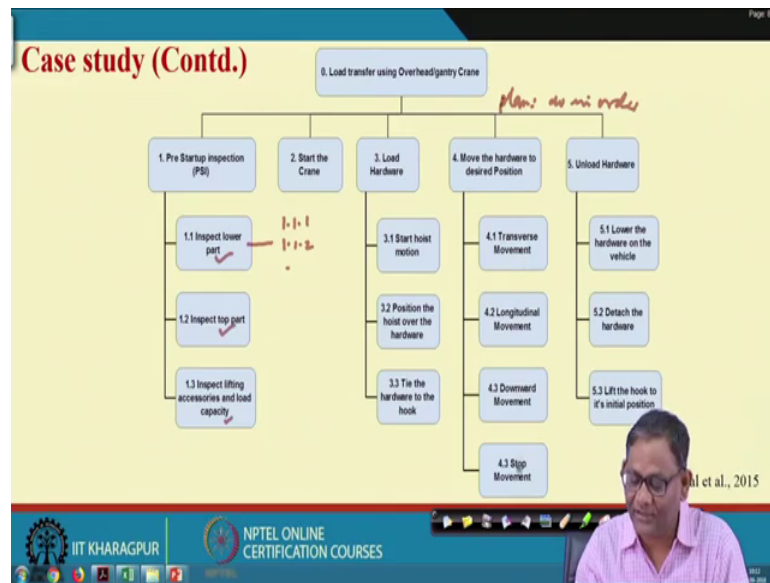 Page:
Case study (Contd.)
0. Load transfer using Overhead/gantry Crane
plan: do in order
1. Pre Startup inspection
(PSI)
2. Start the
Crane
3. Load
Hardware
4. Move the hardware to
desired Position
5. Unload Hardware
1.1 Inspect lower
part
1.1.1
1.1.2
1.2 Inspect top part
1.3 Inspect lifting
accessories and load
capacity
3.1 Start hoist
motion
3.2 Position the
hoist over the
hardware
3.3 Tie the
hardware to the
hook
4.1 Transverse
Movement
4.2 Longitudinal
Movement
4.3 Downward
Movement
4.3 Stop
Movement
5.1 Lower the
hardware on the
vehicle
5.2 Detach the
hardware
5.3 Lift the hook to
it's initial position
al et al., 2015
IIT KHARAGPUR
NPTEL ONLINE
CERTIFICATION COURSES